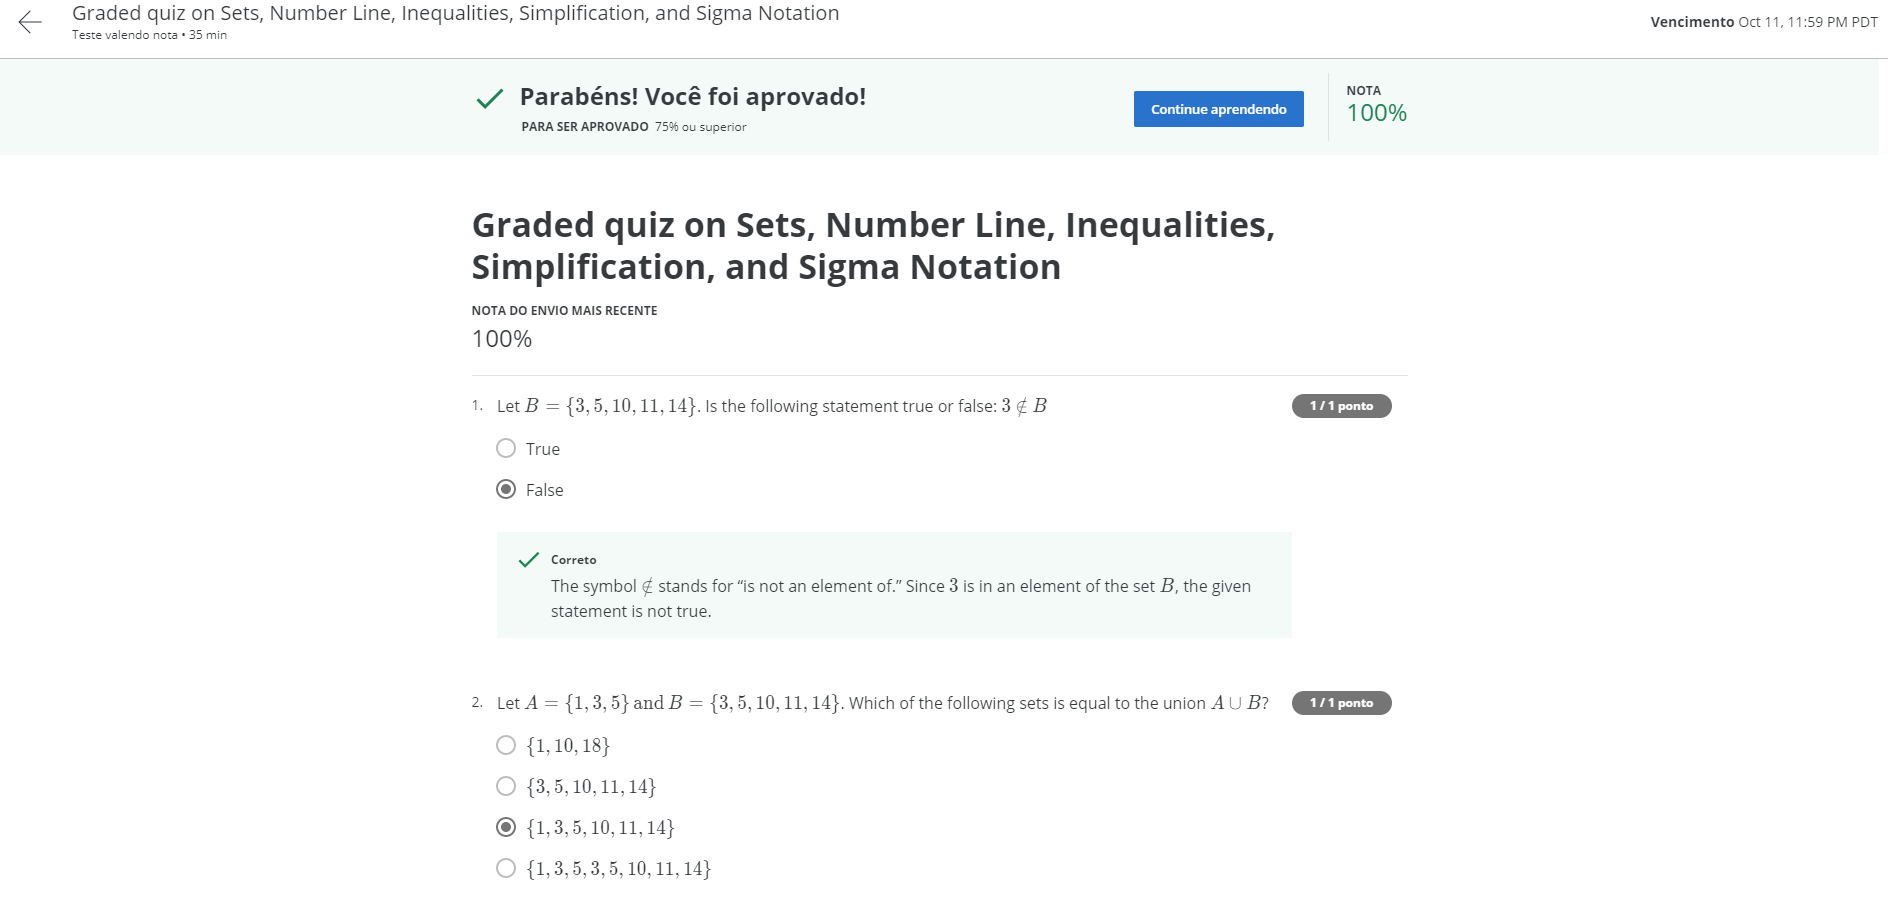 Graded quiz on Sets, Number Line, Inequalities, Simplification, and Sigma Notation
Teste valendo nota • 35 min
Vencimento Oct 11, 11:59 PM PDT
Parabéns! Você foi aprovado!
PARA SER APROVADO 75% ou superior
Continue aprendendo
NOTA
100%
Graded quiz on Sets, Number Line, Inequalities,
Simplification, and Sigma Notation
NOTA DO ENVIO MAIS RECENTE
100%
1. Let B = {3, 5, 10, 11, 14}. Is the following statement true or false: 3 ∉ B
1 / 1 ponto
True
False
Correto
The symbol ∉ stands for “is not an element of.” Since 3 is in an element of the set B, the given
statement is not true.
2. Let A = {1, 3, 5} and B = {3, 5, 10, 11, 14}. Which of the following sets is equal to the union A ∪ B?
1 / 1 ponto
{1, 10, 18}
{3, 5, 10, 11, 14}
{1, 3, 5, 10, 11, 14}
{1, 3, 5, 3, 5, 10, 11, 14}